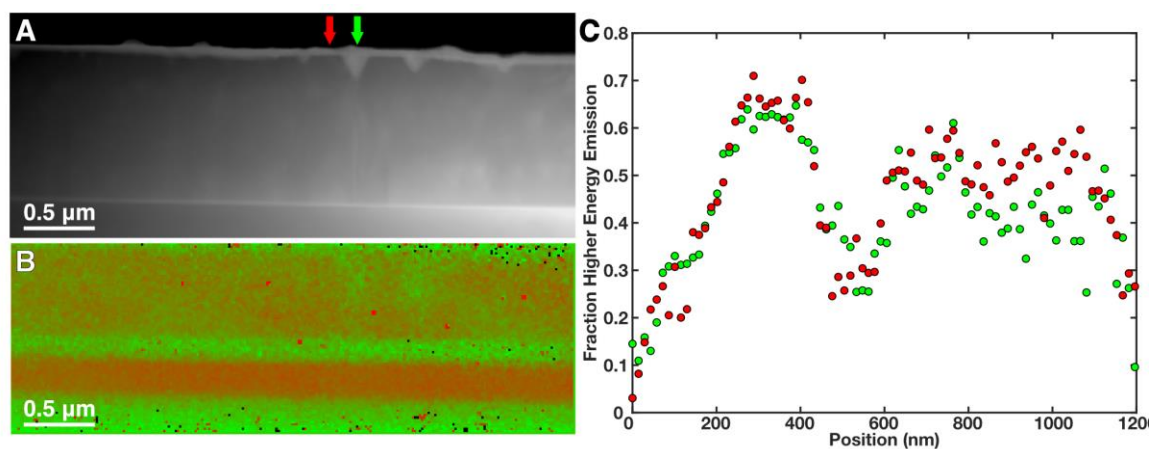 A
0.5 µm
B
0.5 µm
C
Fraction Higher Energy Emission
0.8
0.7
0.6
0.5
0.4
0.3
0.2
0.1
0
0 200 400 600 800 1000 120
Position (nm)